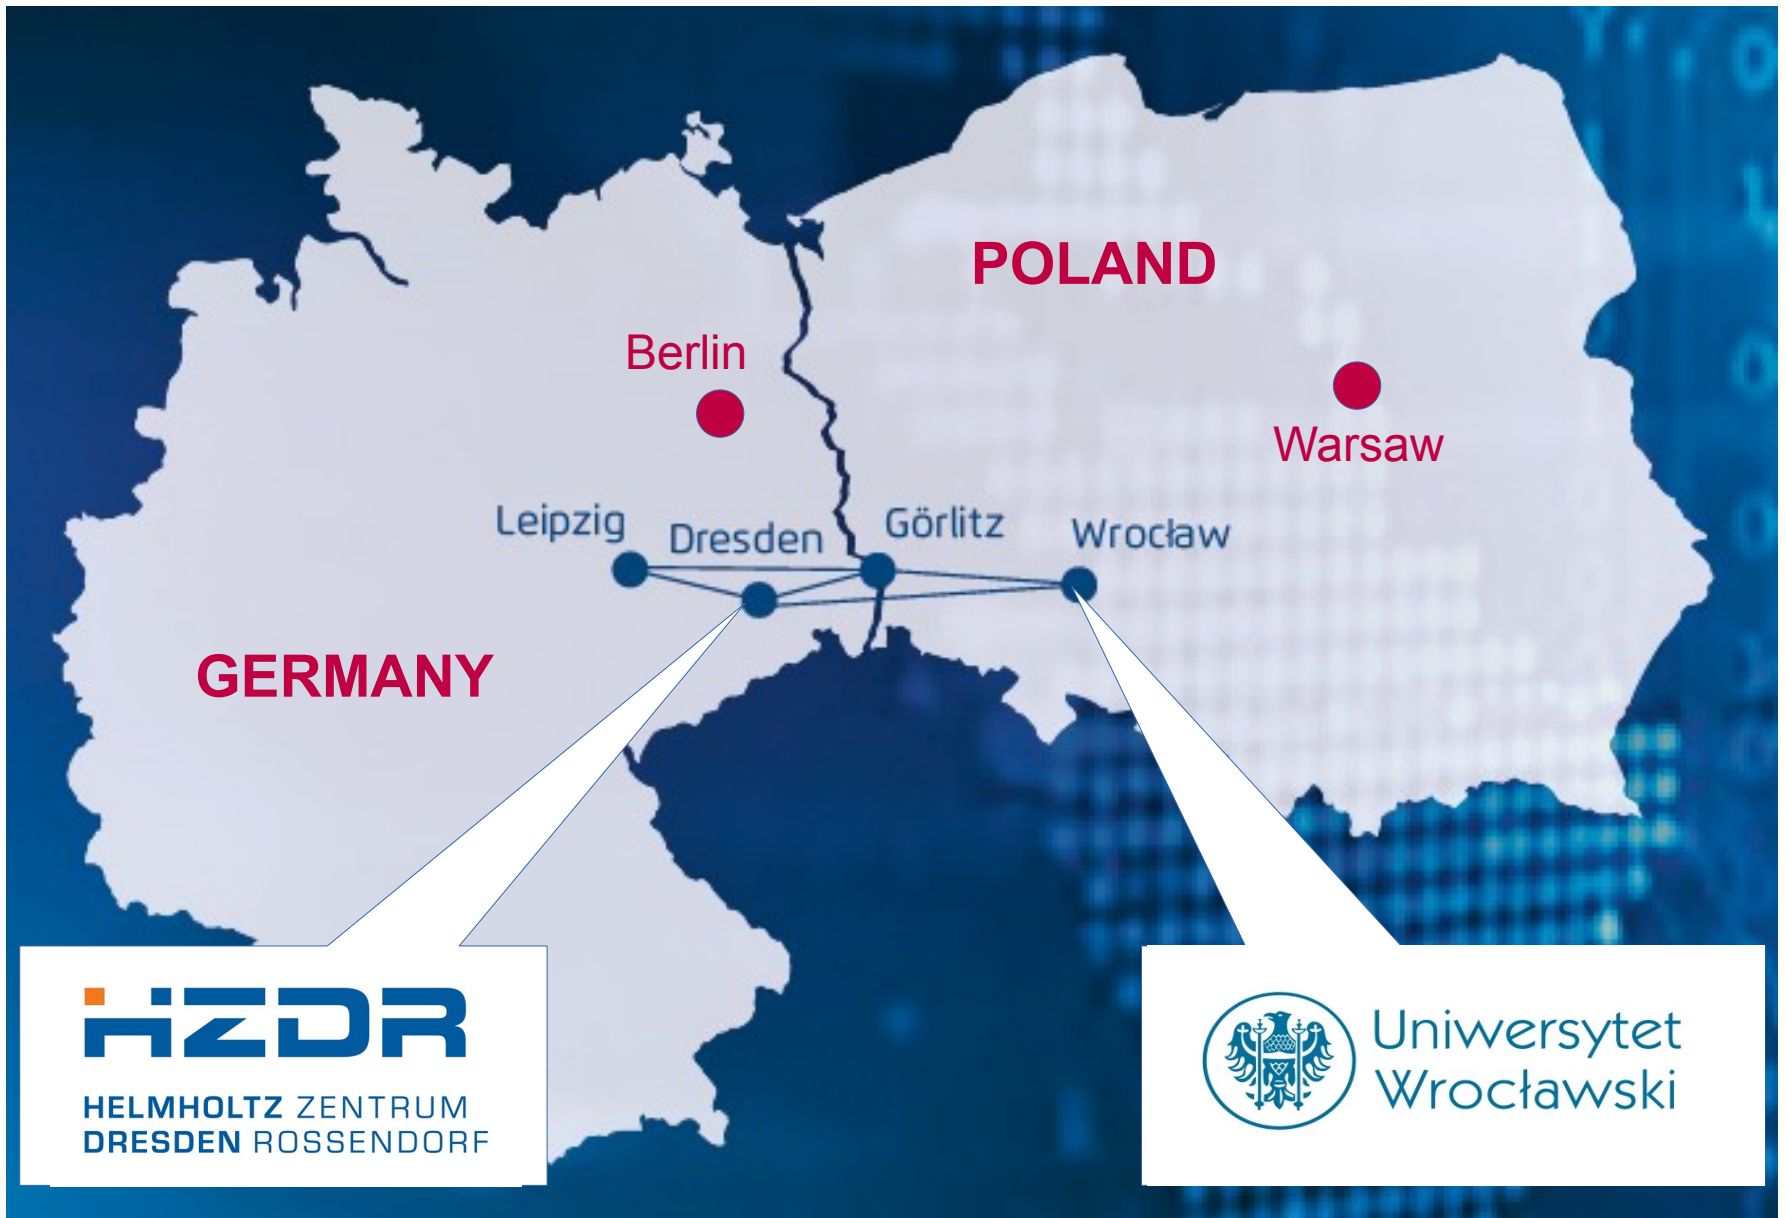 POLAND
Berlin
Warsaw
Leipzig
Dresden
Görlitz
Wrocław
GERMANY
HZDR
HELMHOLTZ ZENTRUM
DRESDEN ROSSENDORF
Uniwersytet
Wrocławski